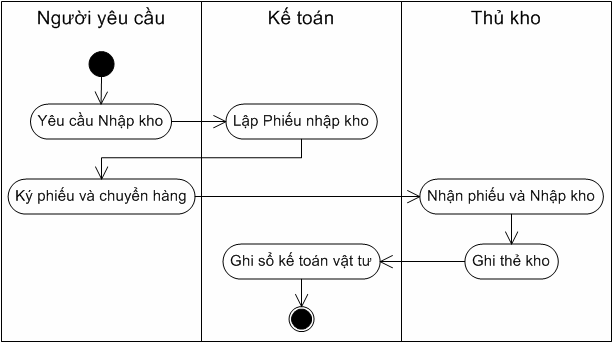 Người yêu cầu
Kế toán
Thủ kho
Yêu cầu Nhập kho
Lập Phiếu nhập kho
Ký phiếu và chuyển hàng
Nhận phiếu và Nhập kho
Ghi sổ kế toán vật tư
Ghi thẻ kho